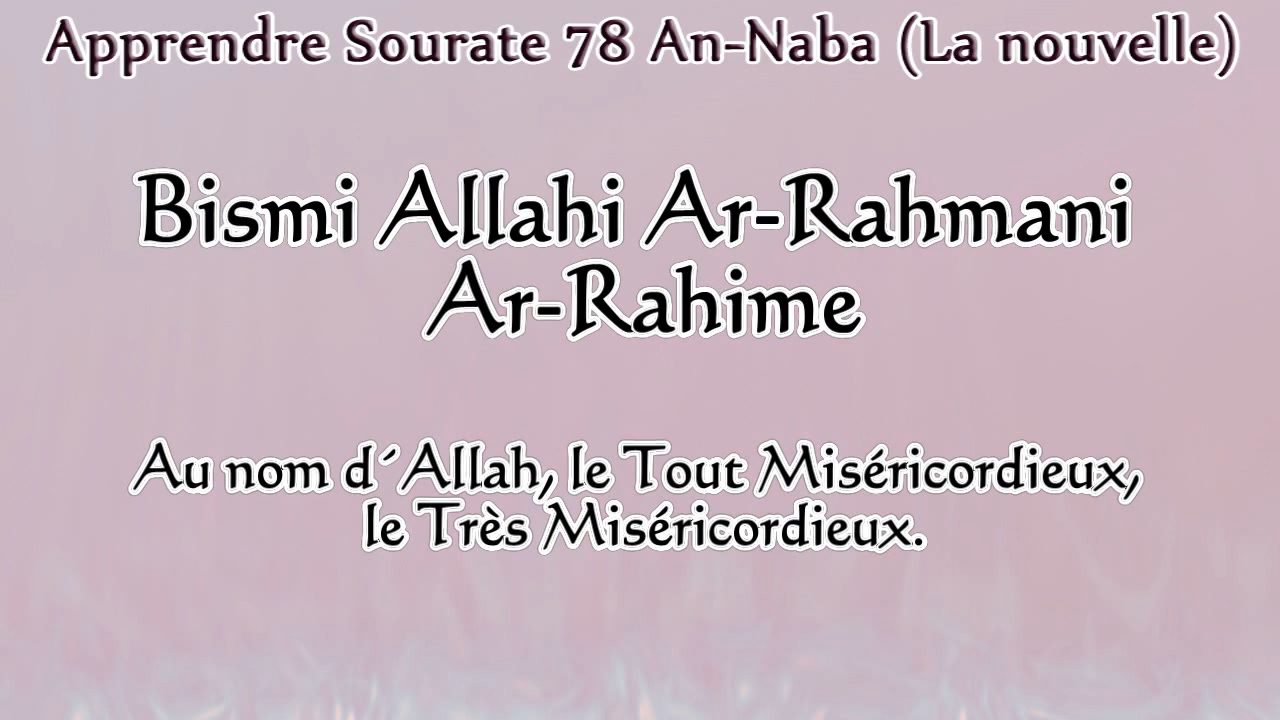 Apprendre Sourate 78 An-Naba (La nouvelle)
Bismi Allahi Ar-Rahmani
Ar-Rahime
Au nom d´Allah, le Tout Miséricordieux,
le Très Miséricordieux.